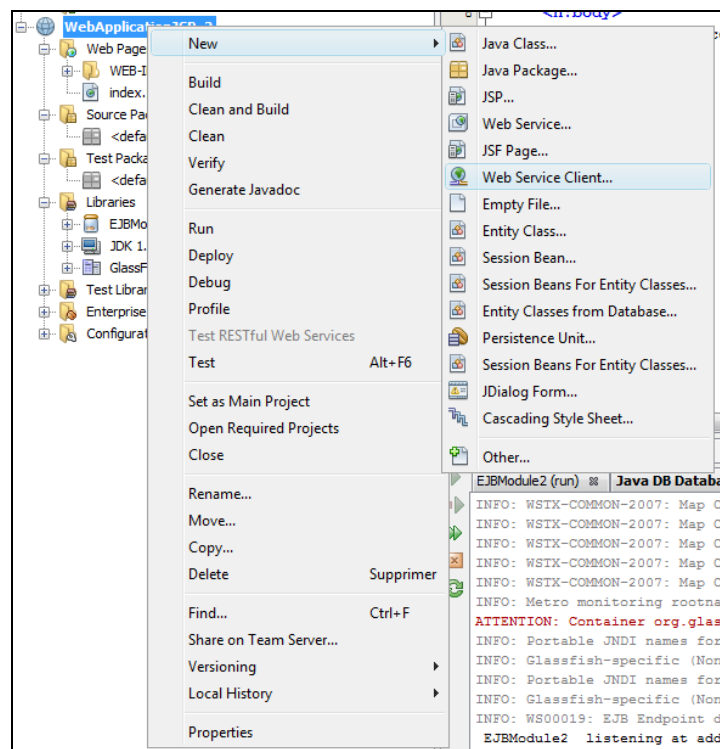 <h:body>
WebApplicationJSP_2
Web Page
WEB-I
index.
Source Pa
<defa
Test Packa
<defa
Libraries
EJBMo
JDK 1.
GlassF
Test Librar
Enterprise
Configurat
New
Build
Clean and Build
Clean
Verify
Generate Javadoc
Run
Deploy
Debug
Profile
Test RESTful Web Services
Test Alt+F6
Set as Main Project
Open Required Projects
Close
Rename...
Move...
Copy...
Delete Supprimer
Find... Ctrl+F
Share on Team Server...
Versioning
Local History
Properties
Java Class...
Java Package...
JSP...
Web Service...
JSF Page...
Web Service Client...
Empty File...
Entity Class...
Session Bean...
Session Beans For Entity Classes...
Entity Classes from Database...
Persistence Unit...
Session Beans For Entity Classes...
JDialog Form...
Cascading Style Sheet...
Other...
EJBModule2 (run) Java DB Databa
INFO: WSTX-COMMON-2007: Map C
INFO: WSTX-COMMON-2007: Map C
INFO: WSTX-COMMON-2007: Map C
INFO: WSTX-COMMON-2007: Map C
INFO: WSTX-COMMON-2007: Map C
INFO: Metro monitoring rootna
ATTENTION: Container org.glas
INFO: Portable JNDI names for
INFO: Glassfish-specific (Non
INFO: Portable JNDI names for
INFO: Glassfish-specific (Non
INFO: WS00019: EJB Endpoint d
EJBModule2 listening at add